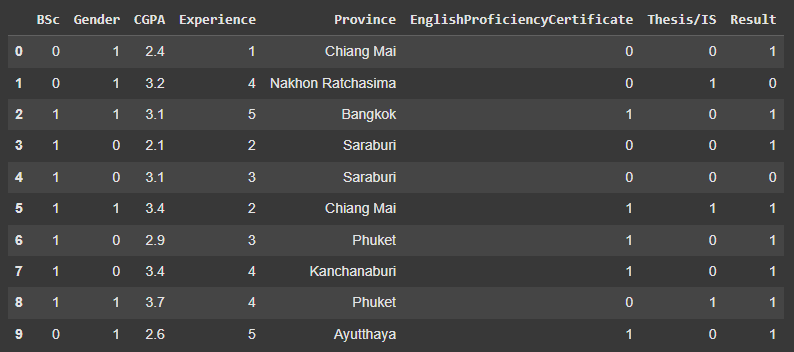 BSc Gender CGPA Experience Province EnglishProficiencyCertificate Thesis/IS Result
0 0 1 2.4 1 Chiang Mai 0 0 1
1 0 1 3.2 4 Nakhon Ratchasima 0 1 0
2 1 1 3.1 5 Bangkok 1 0 1
3 1 0 2.1 2 Saraburi 0 0 1
4 1 0 3.1 3 Saraburi 0 0 0
5 1 1 3.4 2 Chiang Mai 1 1 1
6 1 0 2.9 3 Phuket 1 0 1
7 1 0 3.4 4 Kanchanaburi 1 0 1
8 1 1 3.7 4 Phuket 0 1 1
9 0 1 2.6 5 Ayutthaya 1 0 1